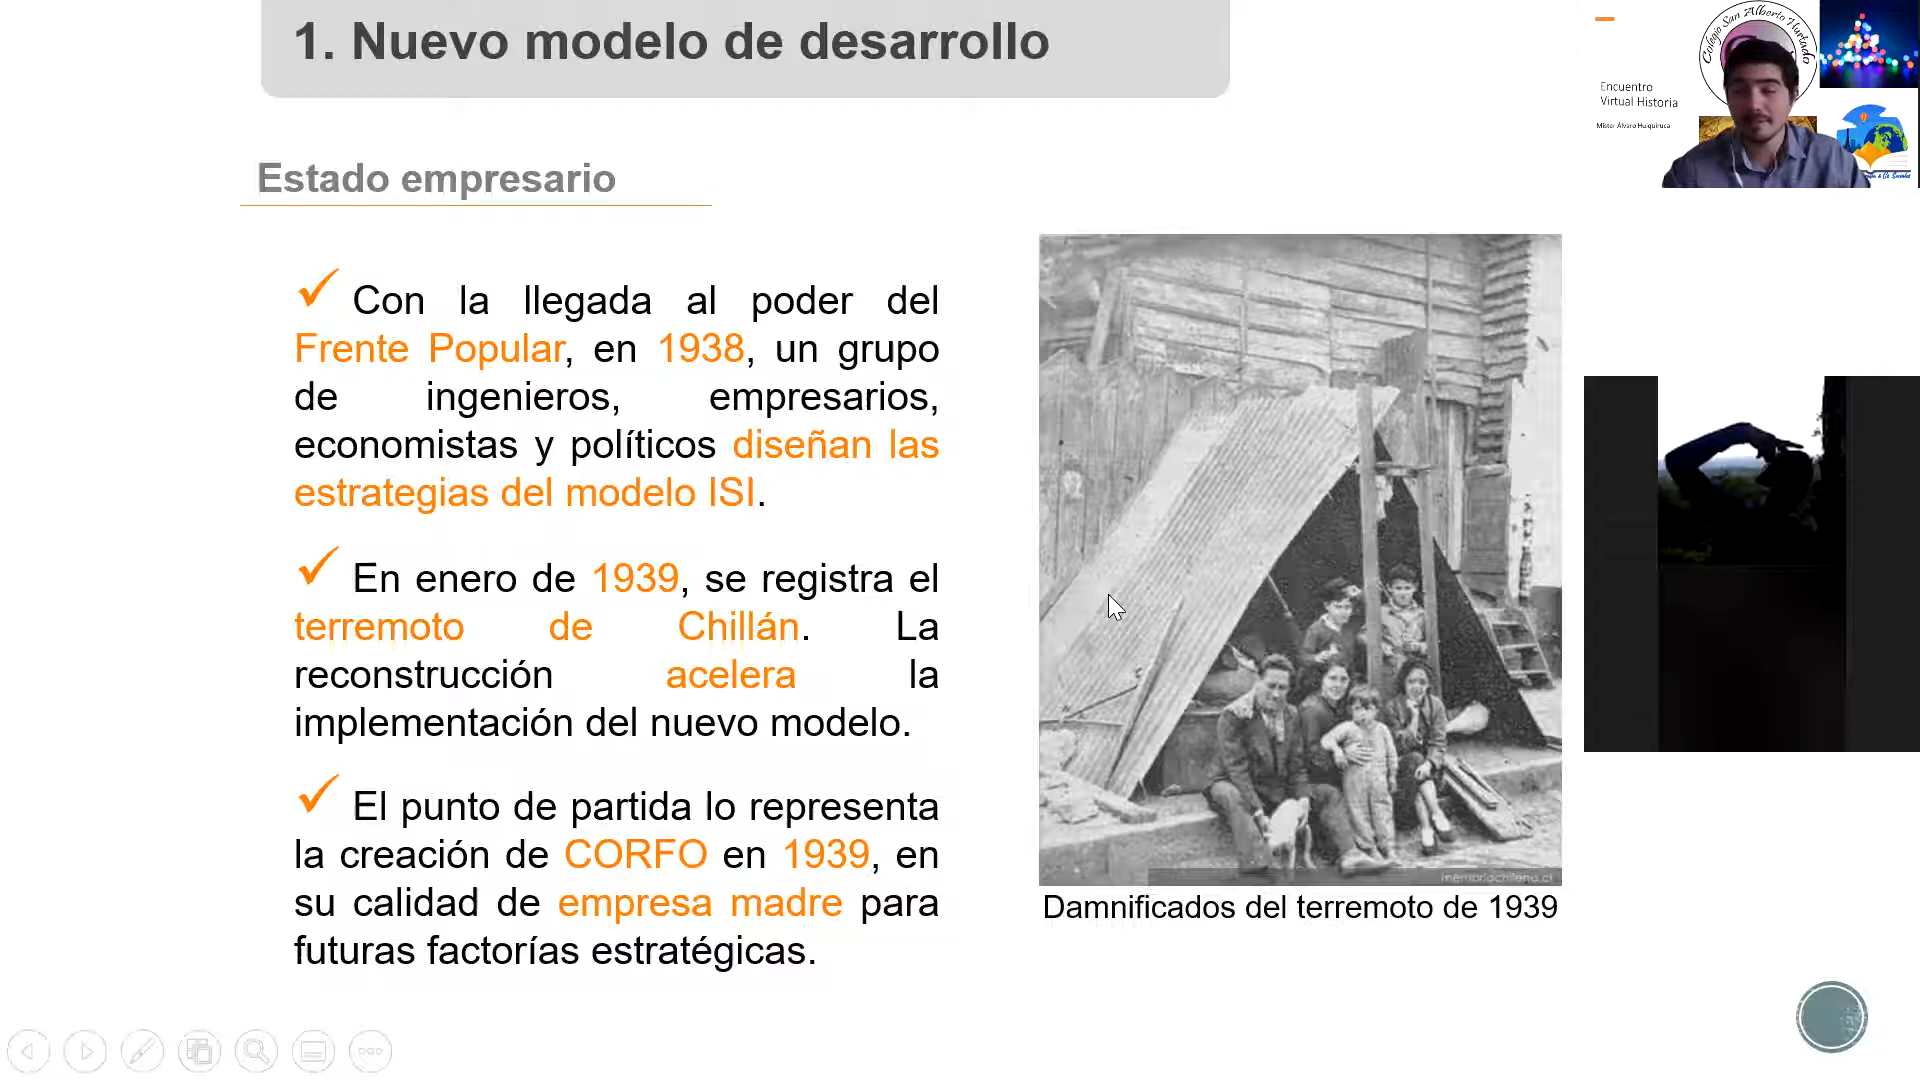 1. Nuevo modelo de desarrollo
Colegio San Alberto Hurtado
Encuentro
Virtual Historia
Míster Álvaro Huiquiruca
Estado empresario
Con la llegada al poder del
Frente Popular, en 1938, un grupo
de ingenieros, empresarios,
economistas y políticos diseñan las
estrategias del modelo ISI.
En enero de 1939, se registra el
terremoto de Chillán. La
reconstrucción acelera la
implementación del nuevo modelo.
El punto de partida lo representa
la creación de CORFO en 1939, en
su calidad de empresa madre para
futuras factorías estratégicas.
memoriachilena.cl
Damnificados del terremoto de 1939